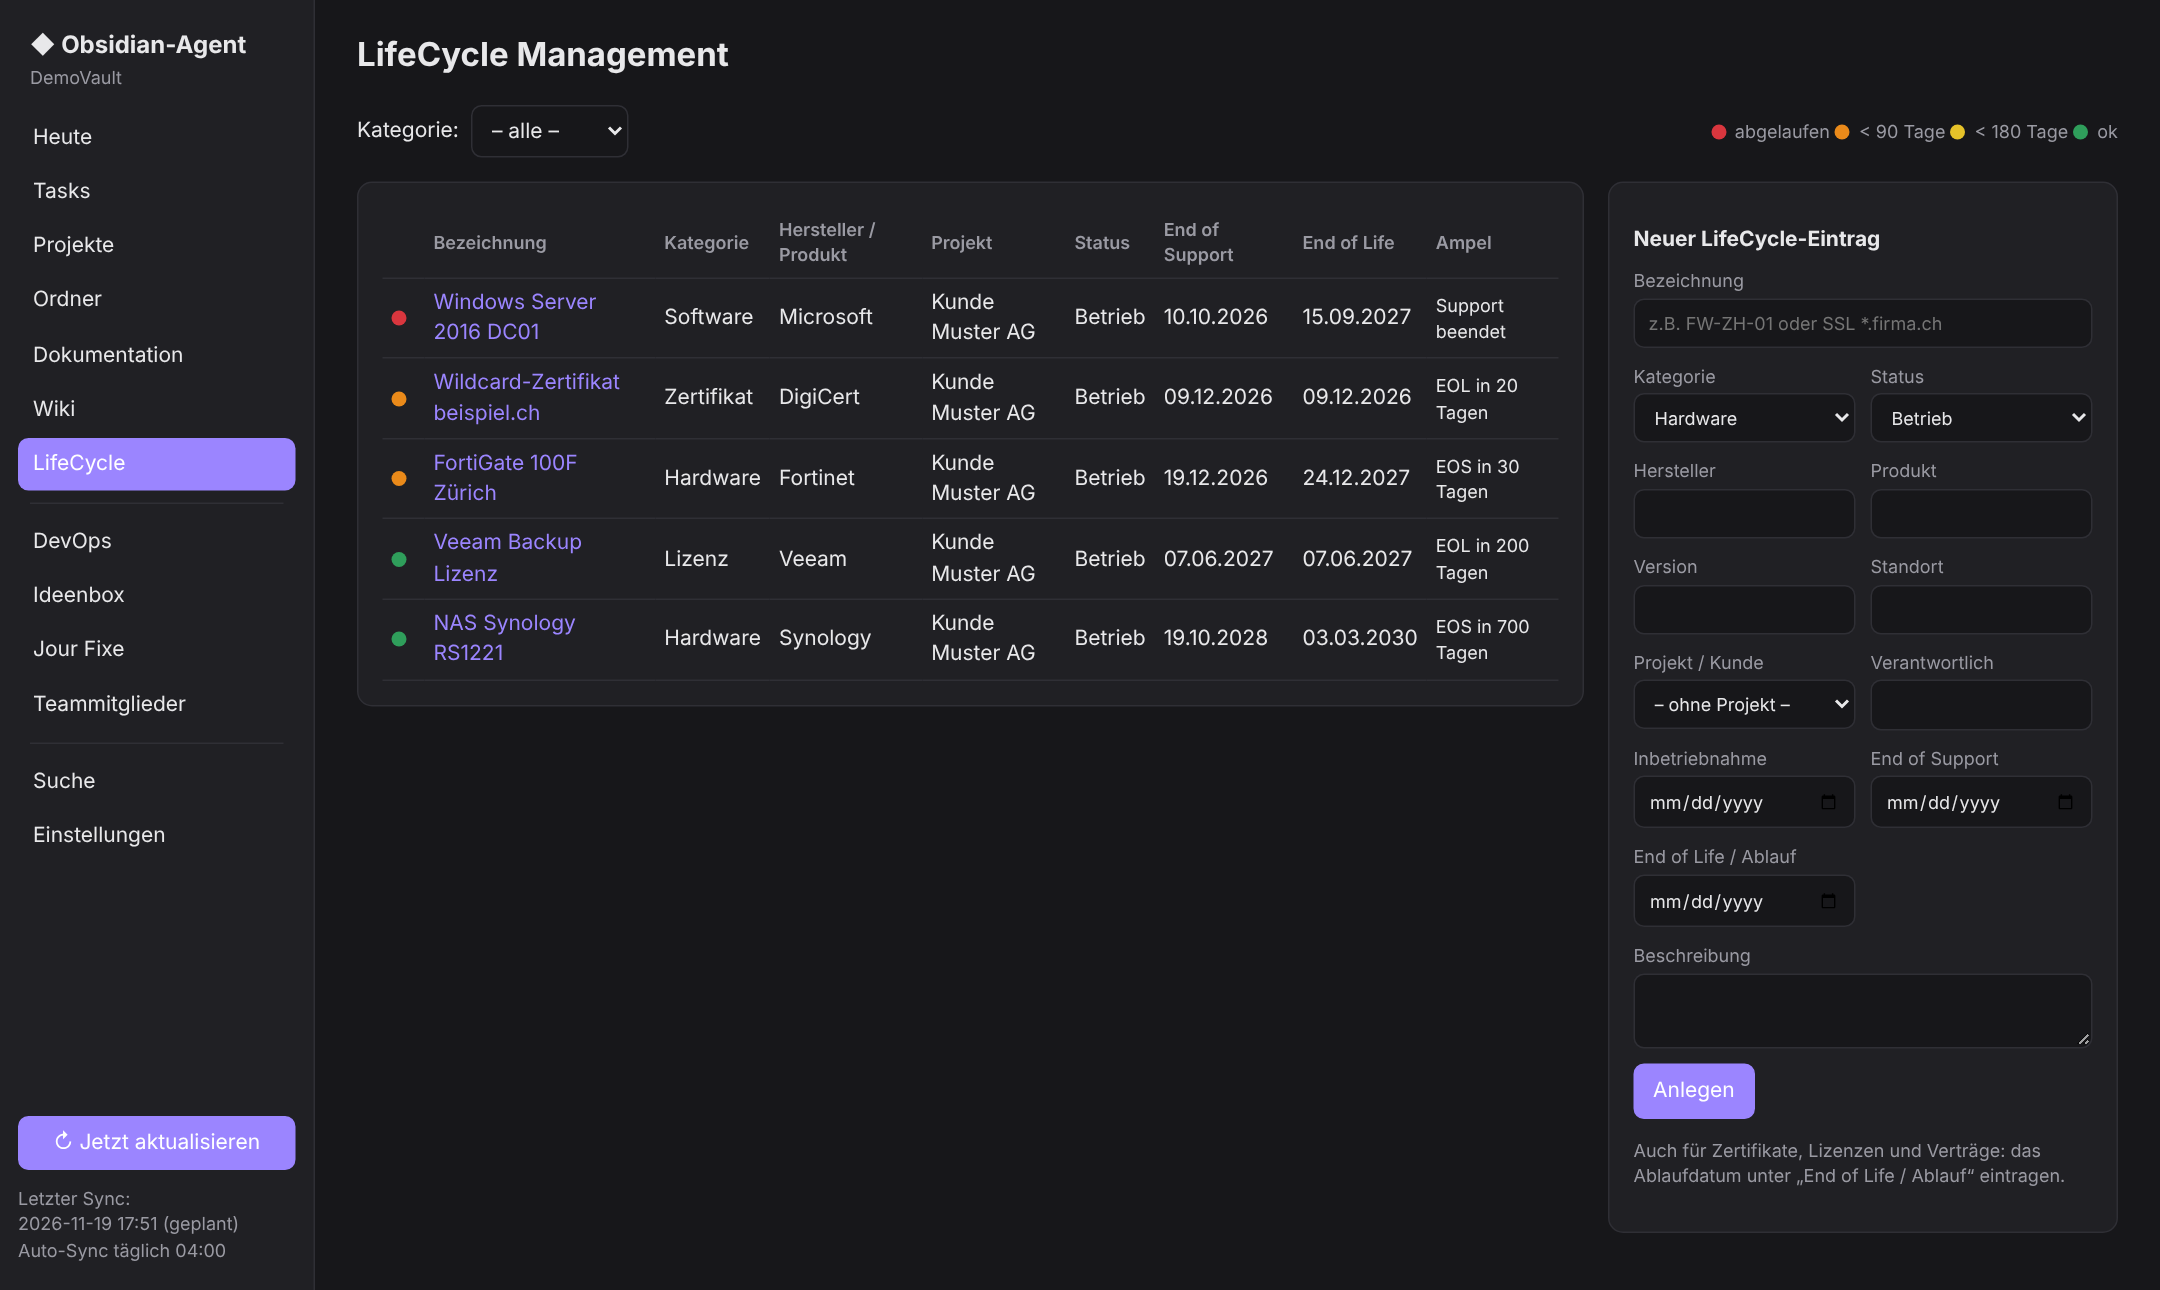 ◆ Obsidian-Agent
DemoVault
Heute
Tasks
Projekte
Ordner
Dokumentation
Wiki
LifeCycle
DevOps
Ideenbox
Jour Fixe
Teammitglieder
Suche
Einstellungen
↻ Jetzt aktualisieren
Letzter Sync:
2026-11-19 17:51 (geplant)
Auto-Sync täglich 04:00
LifeCycle Management
Kategorie: – alle –
abgelaufen < 90 Tage < 180 Tage ok
Bezeichnung Kategorie Hersteller / Produkt Projekt Status End of Support End of Life Ampel
Windows Server 2016 DC01 Software Microsoft Kunde Muster AG Betrieb 10.10.2026 15.09.2027 Support beendet
Wildcard-Zertifikat beispiel.ch Zertifikat DigiCert Kunde Muster AG Betrieb 09.12.2026 09.12.2026 EOL in 20 Tagen
FortiGate 100F Zürich Hardware Fortinet Kunde Muster AG Betrieb 19.12.2026 24.12.2027 EOS in 30 Tagen
Veeam Backup Lizenz Lizenz Veeam Kunde Muster AG Betrieb 07.06.2027 07.06.2027 EOL in 200 Tagen
NAS Synology RS1221 Hardware Synology Kunde Muster AG Betrieb 19.10.2028 03.03.2030 EOS in 700 Tagen
Neuer LifeCycle-Eintrag
Bezeichnung
z.B. FW-ZH-01 oder SSL *.firma.ch
Kategorie Status
Hardware Betrieb
Hersteller Produkt
Version Standort
Projekt / Kunde Verantwortlich
– ohne Projekt –
Inbetriebnahme End of Support
mm/dd/yyyy mm/dd/yyyy
End of Life / Ablauf
mm/dd/yyyy
Beschreibung
Anlegen
Auch für Zertifikate, Lizenzen und Verträge: das
Ablaufdatum unter „End of Life / Ablauf“ eintragen.